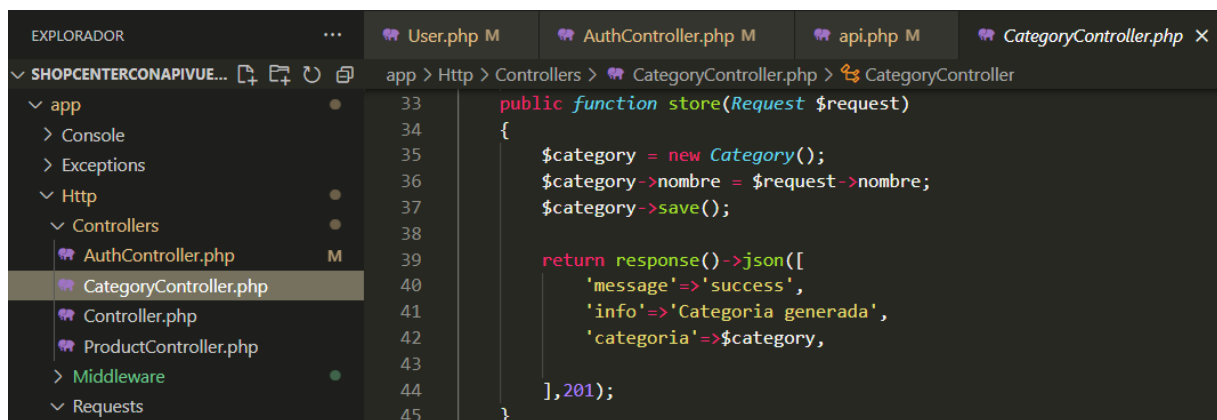 EXPLORADOR
...
User.php M
AuthController.php M
api.php M
CategoryController.php
SHOPCENTERCONAPIVUE...
app > Http > Controllers > CategoryController.php > CategoryController
app
Console
Exceptions
Http
Controllers
AuthController.php M
CategoryController.php
Controller.php
ProductController.php
Middleware
Requests
33 public function store(Request $request)
34 {
35 $category = new Category();
36 $category->nombre = $request->nombre;
37 $category->save();
38
39 return response()->json([
40 'message'=>'success',
41 'info'=>'Categoria generada',
42 'categoria'=>$category,
43
44 ],201);
45 }